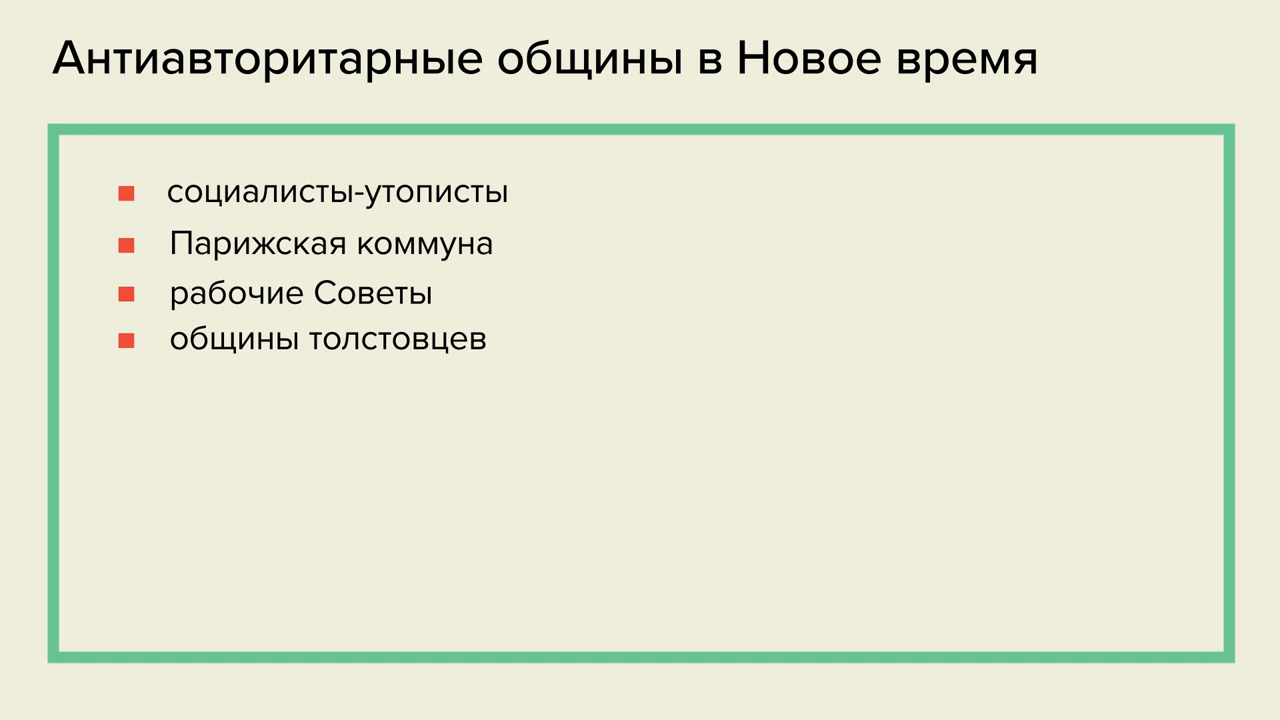 Антиавторитарные общины в Новое время
социалисты-утописты
Парижская коммуна
рабочие Советы
общины толстовцев